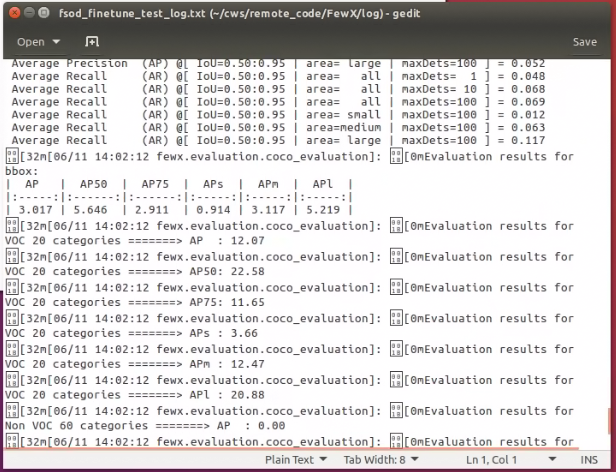 fsod_finetune_test_log.txt (~/cws/remote_code/FewX/log) - gedit
Open Save
Average Precision (AP) @[ IoU=0.50:0.95 | area= large | maxDets=100 ] = 0.052
Average Recall (AR) @[ IoU=0.50:0.95 | area= all | maxDets= 1 ] = 0.048
Average Recall (AR) @[ IoU=0.50:0.95 | area= all | maxDets= 10 ] = 0.068
Average Recall (AR) @[ IoU=0.50:0.95 | area= all | maxDets=100 ] = 0.069
Average Recall (AR) @[ IoU=0.50:0.95 | area= small | maxDets=100 ] = 0.012
Average Recall (AR) @[ IoU=0.50:0.95 | area=medium | maxDets=100 ] = 0.063
Average Recall (AR) @[ IoU=0.50:0.95 | area= large | maxDets=100 ] = 0.117
[32m[06/11 14:02:12 fewx.evaluation.coco_evaluation]: [0mEvaluation results for
bbox:
| AP | AP50 | AP75 | APs | APm | APl |
|:-----:|:------:|:------:|:-----:|:-----:|:-----:|
| 3.017 | 5.646 | 2.911 | 0.914 | 3.117 | 5.219 |
[32m[06/11 14:02:12 fewx.evaluation.coco_evaluation]: [0mEvaluation results for
VOC 20 categories =======> AP : 12.07
[32m[06/11 14:02:12 fewx.evaluation.coco_evaluation]: [0mEvaluation results for
VOC 20 categories =======> AP50: 22.58
[32m[06/11 14:02:12 fewx.evaluation.coco_evaluation]: [0mEvaluation results for
VOC 20 categories =======> AP75: 11.65
[32m[06/11 14:02:12 fewx.evaluation.coco_evaluation]: [0mEvaluation results for
VOC 20 categories =======> APs : 3.66
[32m[06/11 14:02:12 fewx.evaluation.coco_evaluation]: [0mEvaluation results for
VOC 20 categories =======> APm : 12.47
[32m[06/11 14:02:12 fewx.evaluation.coco_evaluation]: [0mEvaluation results for
VOC 20 categories =======> APl : 20.88
[32m[06/11 14:02:12 fewx.evaluation.coco_evaluation]: [0mEvaluation results for
Non VOC 60 categories =======> AP : 0.00
[32m[06/11 14:02:12 fewx.evaluation.coco_evaluation]: [0mEvaluation results for
Plain Text Tab Width: 8 Ln 1, Col 1 INS